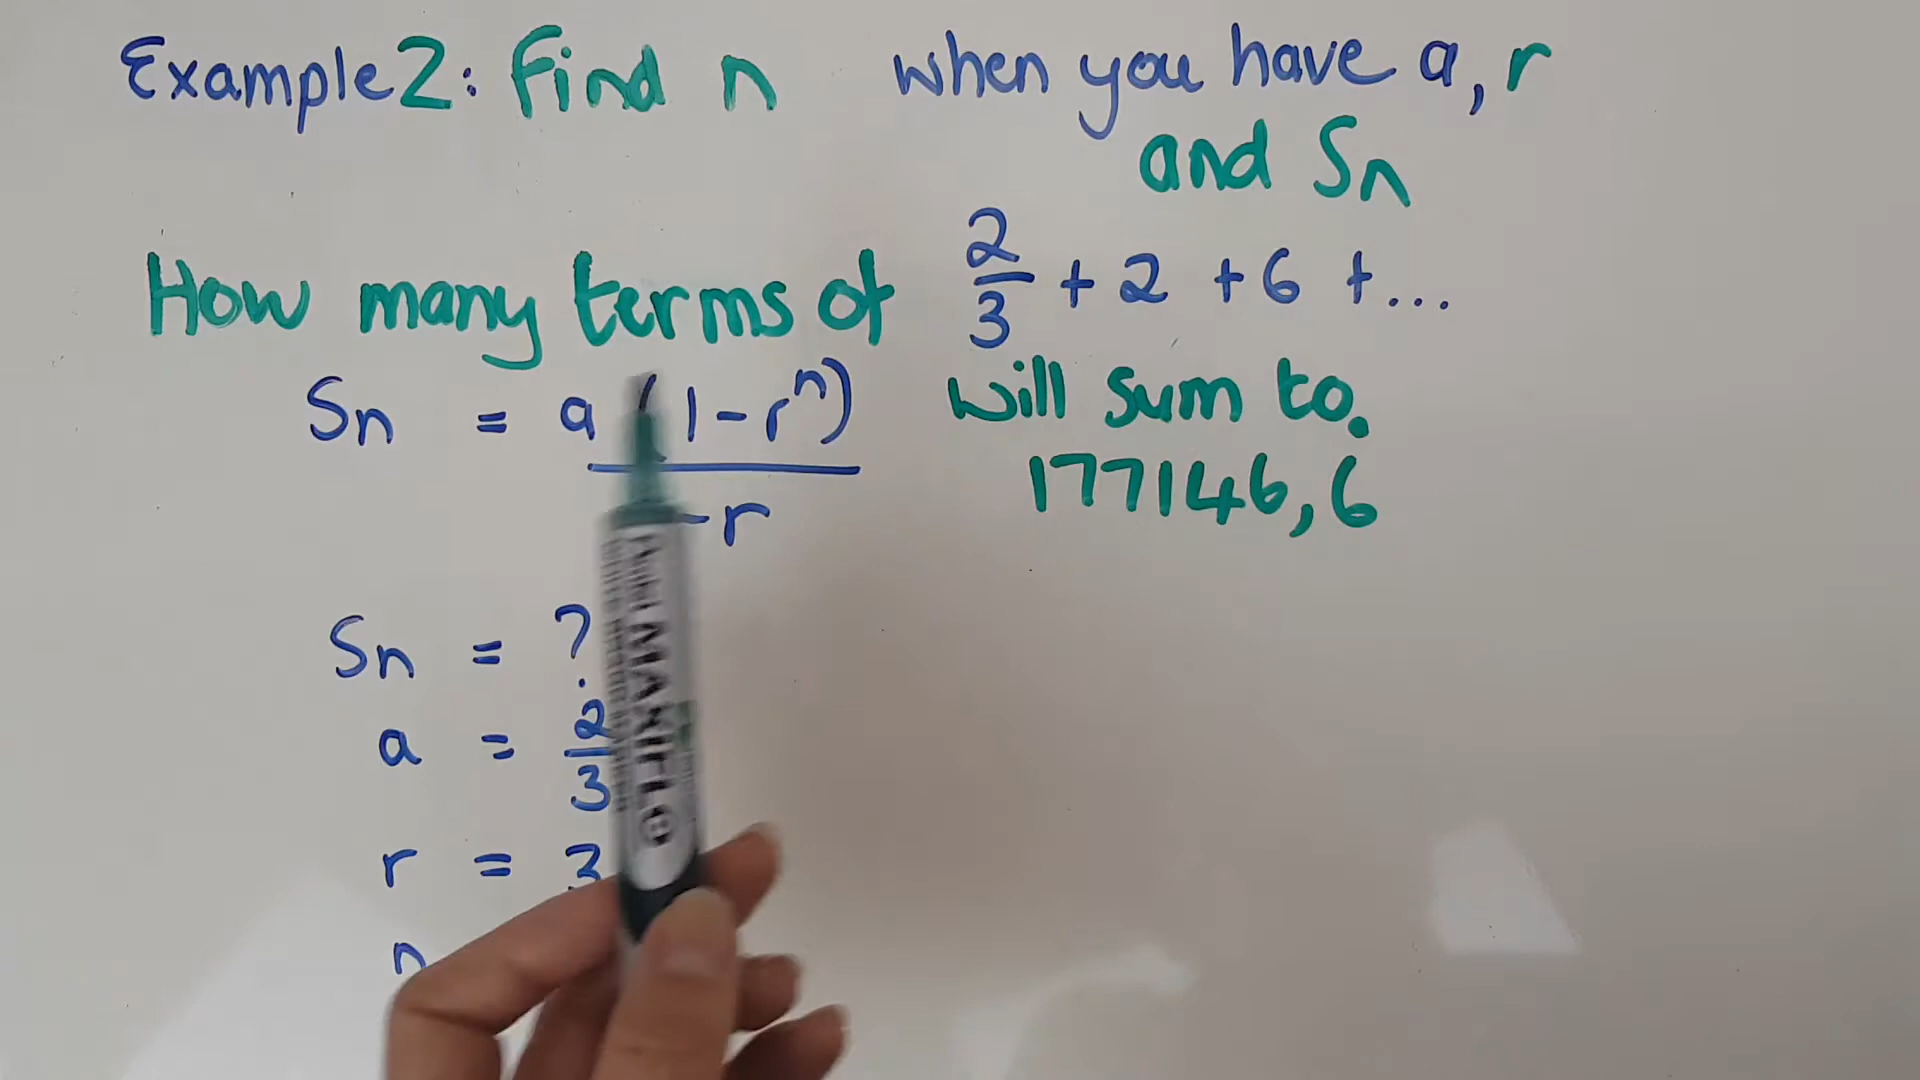 Example 2: Find n when you have a, r
and Sn
How many terms of 2/3 + 2 + 6 + ...
will sum to.
177146,6
Sn = a (1 - r^n)
- r
Sn = ?
a = 2/3
r = 3
n